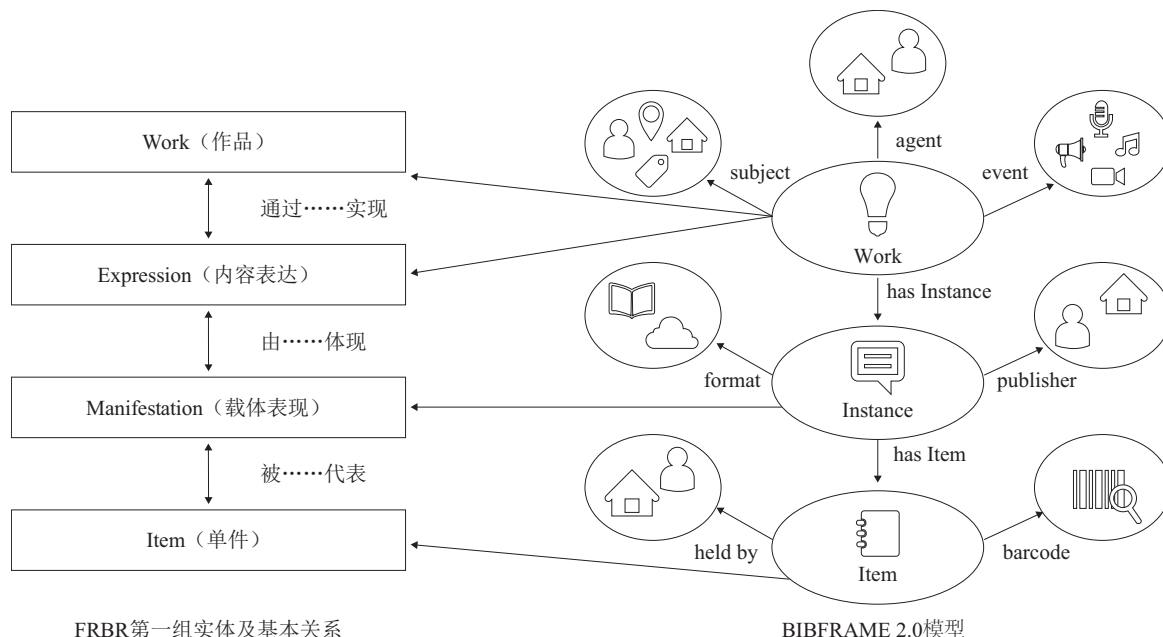 Work（作品）
通过……实现
Expression（内容表达）
由……体现
Manifestation（载体表现）
被……代表
Item（单件）
FRBR第一组实体及基本关系
agent
subject
event
Work
has Instance
format
publisher
Instance
has Item
held by
barcode
Item
BIBFRAME 2.0模型